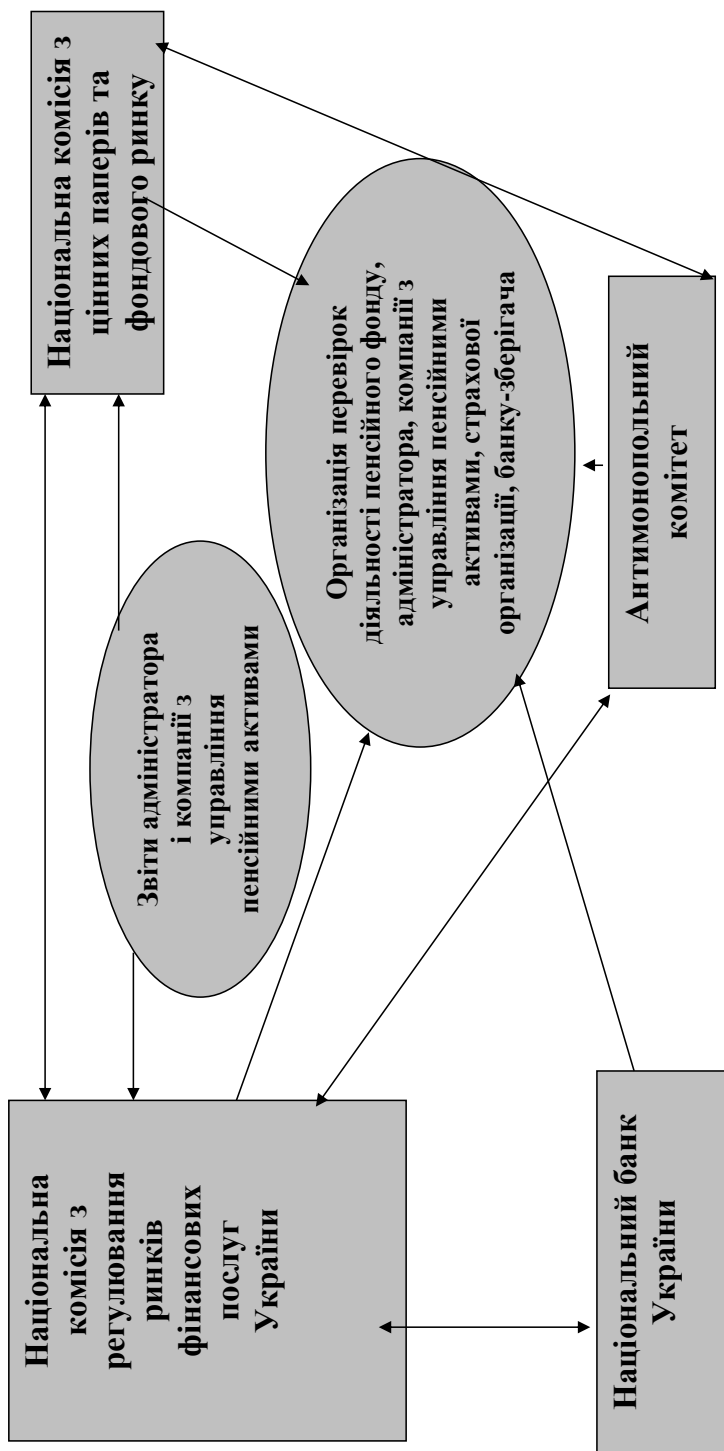 Національна
комісія з
регулювання
ринків
фінансових
послуг
України
Звіти адміністратора
і компанії з
управління
пенсійними активами
Національна комісія з
цінних паперів та
фондового ринку
Організація перевірок
діяльності пенсійного фонду,
адміністратора, компанії з
управління пенсійними
активами, страхової
організації, банку-зберігача
Національний банк
України
Антимонопольний
комітет